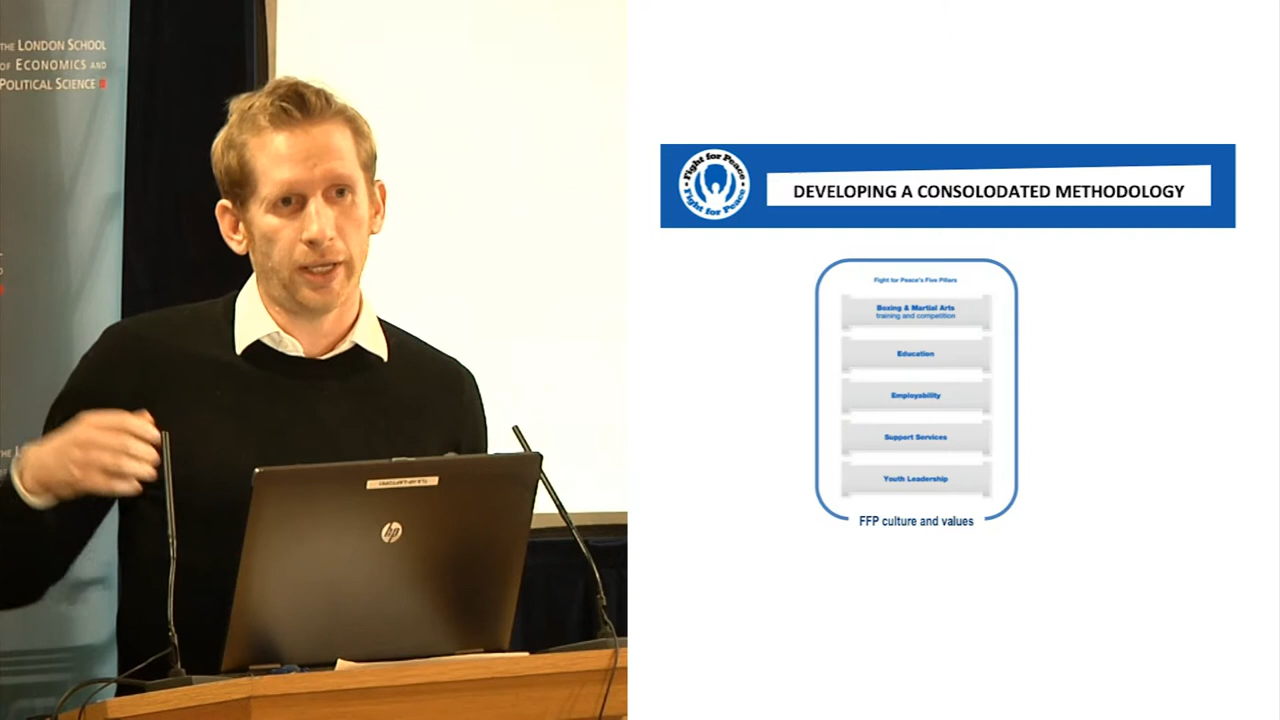 THE LONDON SCHOOL
OF ECONOMICS AND
POLITICAL SCIENCE
hp
Fight for Peace
Fight for Peace
DEVELOPING A CONSOLODATED METHODOLOGY
Fight for Peace's Five Pillars
Boxing & Martial Arts
training and competition
Education
Employability
Support Services
Youth Leadership
FFP culture and values